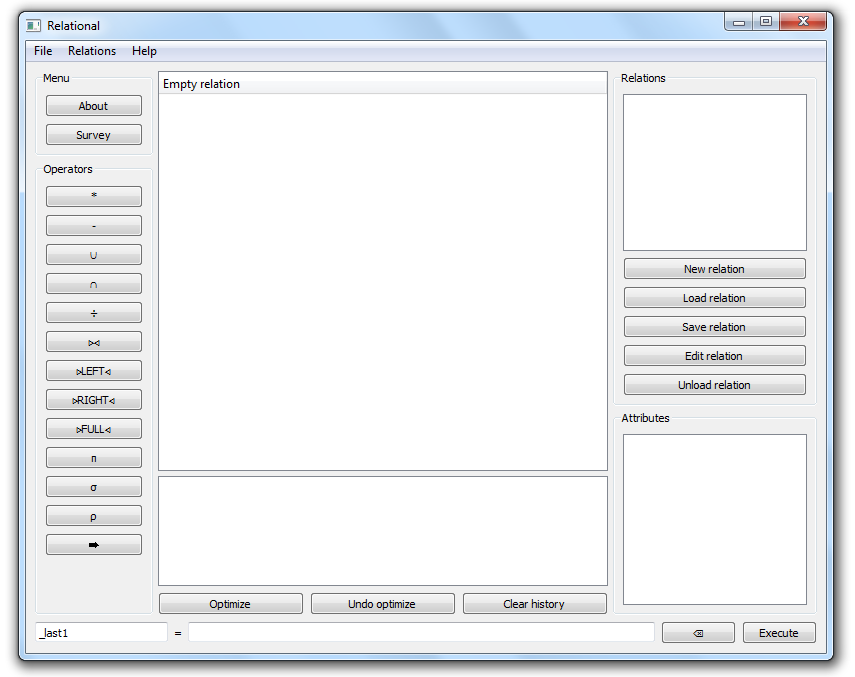 Relational
File Relations Help
Menu
About
Survey
Operators
*
-
∪
∩
÷
▹◃
▹LEFT◃
▹RIGHT◃
▹FULL◃
π
σ
ρ
➡
Empty relation
Optimize Undo optimize Clear history
Relations
New relation
Load relation
Save relation
Edit relation
Unload relation
Attributes
_last1 = ⌫ Execute